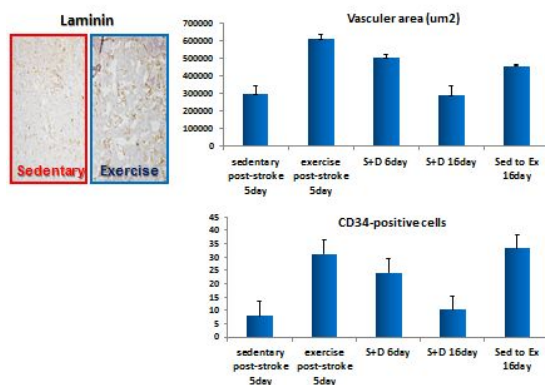 Laminin
Sedentary
Exercise
Vasculer area (um2)
700000
600000
500000
400000
300000
200000
100000
0
sedentary post-stroke 5day
exercise post-stroke 5day
S+D 6day
S+D 16day
Sed to Ex 16day
CD34-positive cells
45
40
35
30
25
20
15
10
5
0
sedentary post-stroke 5day
exercise post-stroke 5day
S+D 6day
S+D 16day
Sed to Ex 16day